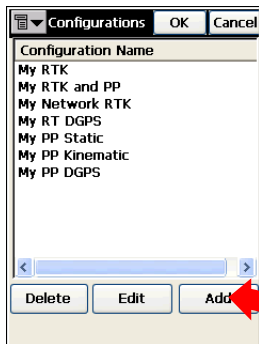 Configurations OK Cancel
Configuration Name
My RTK
My RTK and PP
My Network RTK
My RT DGPS
My PP Static
My PP Kinematic
My PP DGPS
Delete Edit Add